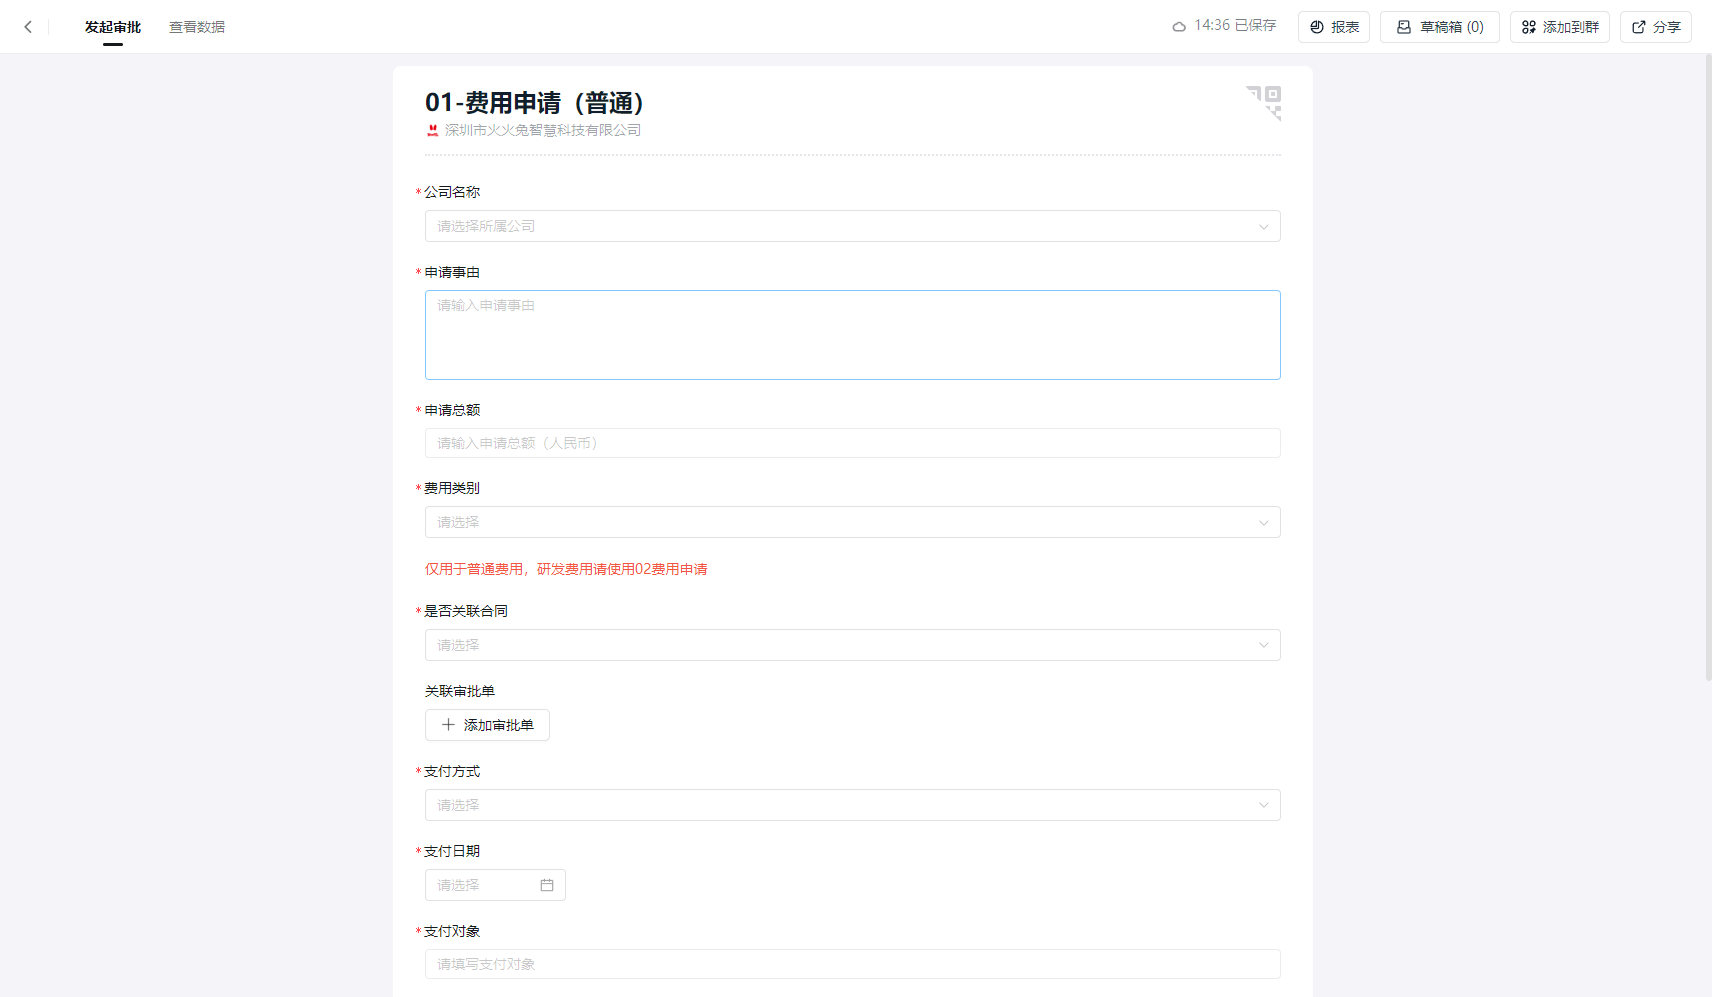 发起审批
查看数据
14:36 已保存
报表
草稿箱 (0)
添加到群
分享
01-费用申请（普通）
深圳市火火兔智慧科技有限公司
*公司名称
请选择所属公司
*申请事由
请输入申请事由
*申请总额
请输入申请总额（人民币）
*费用类别
请选择
仅用于普通费用，研发费用请使用02费用申请
*是否关联合同
请选择
关联审批单
添加审批单
*支付方式
请选择
*支付日期
请选择
*支付对象
请填写支付对象